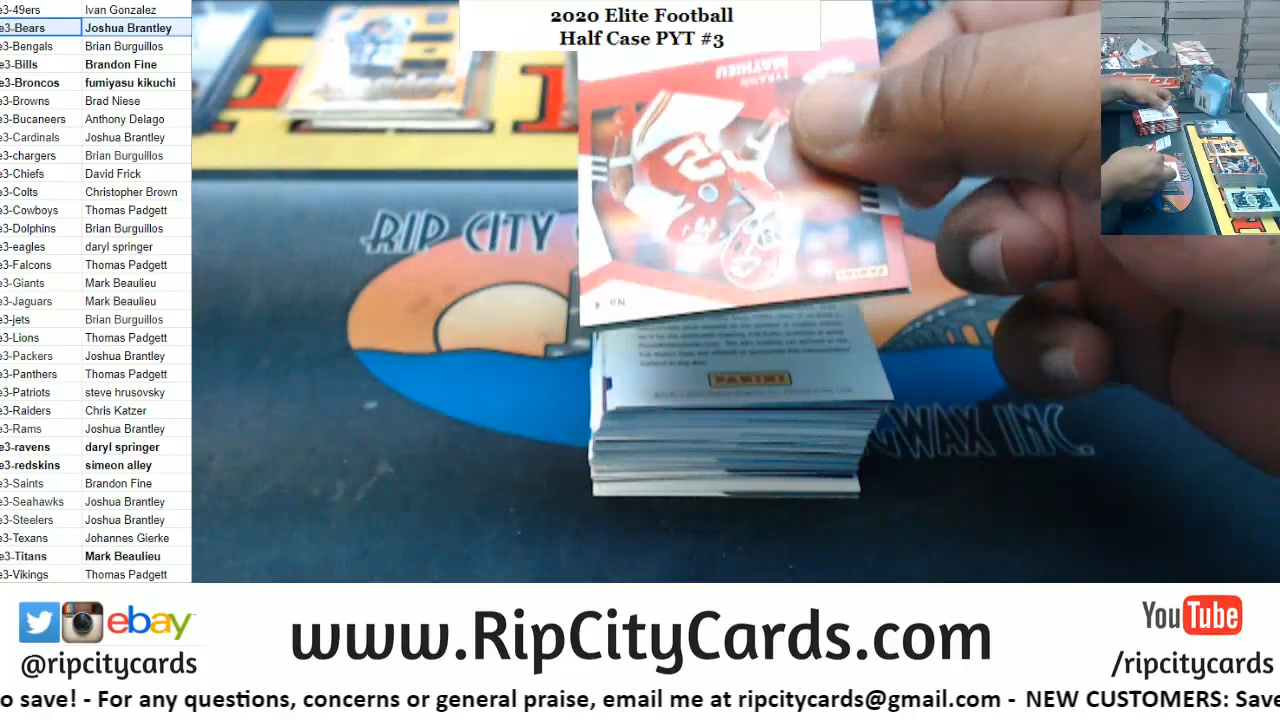 2020 Elite Football
Half Case PYT #3
e3-49ers Ivan Gonzalez
e3-Bears Joshua Brantley
e3-Bengals Brian Burguillos
e3-Bills Brandon Fine
e3-Broncos fumiyasu kikuchi
e3-Browns Brad Niese
e3-Bucaneers Anthony Delago
e3-Cardinals Joshua Brantley
e3-chargers Brian Burguillos
e3-Chiefs David Frick
e3-Colts Christopher Brown
e3-Cowboys Thomas Padgett
e3-Dolphins Brian Burguillos
e3-eagles daryl springer
e3-Falcons Thomas Padgett
e3-Giants Mark Beaulieu
e3-Jaguars Mark Beaulieu
e3-jets Brian Burguillos
e3-Lions Thomas Padgett
e3-Packers Joshua Brantley
e3-Panthers Thomas Padgett
e3-Patriots steve hrusovsky
e3-Raiders Chris Katzer
e3-Rams Joshua Brantley
e3-ravens daryl springer
e3-redskins simeon alley
e3-Saints Brandon Fine
e3-Seahawks Joshua Brantley
e3-Steelers Joshua Brantley
e3-Texans Johannes Gierke
e3-Titans Mark Beaulieu
e3-Vikings Thomas Padgett
TYRANN
MATHIEU
PANINI
No. 4
PANINI
RIP CITY
GWAX INC.
ebay
@ripcitycards
www.RipCityCards.com
YouTube
/ripcitycards
o save! - For any questions, concerns or general praise, email me at ripcitycards@gmail.com - NEW CUSTOMERS: Save